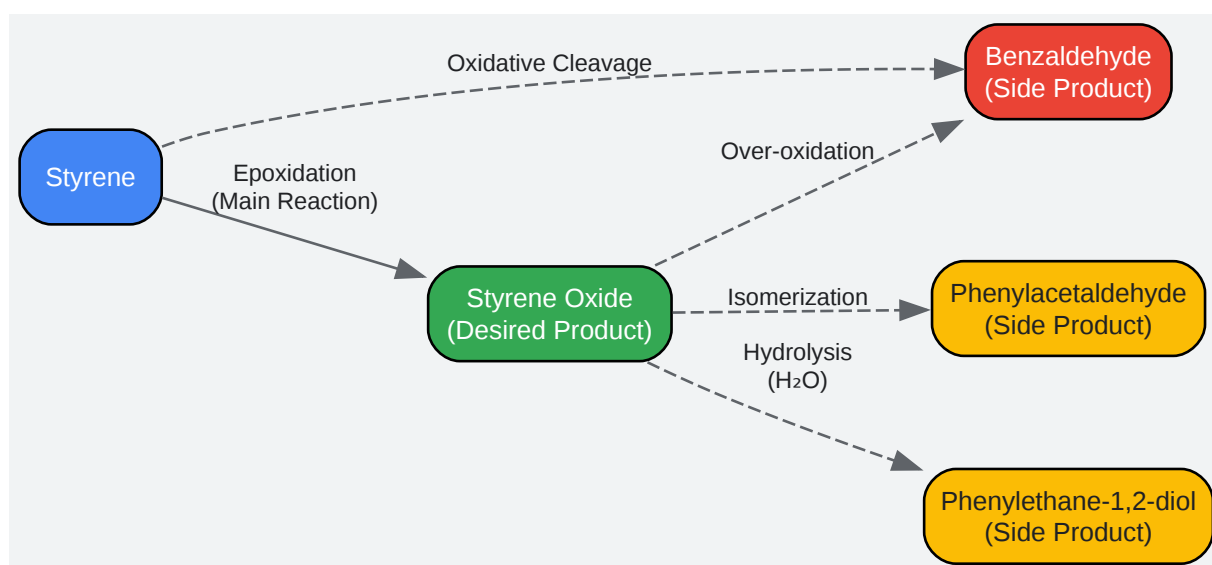 Oxidative Cleavage
Benzaldehyde
(Side Product)
Styrene
Epoxidation
(Main Reaction)
Over-oxidation
Styrene Oxide
(Desired Product)
Isomerization
Phenylacetaldehyde
(Side Product)
Hydrolysis
(H₂O)
Phenylethane-1,2-diol
(Side Product)